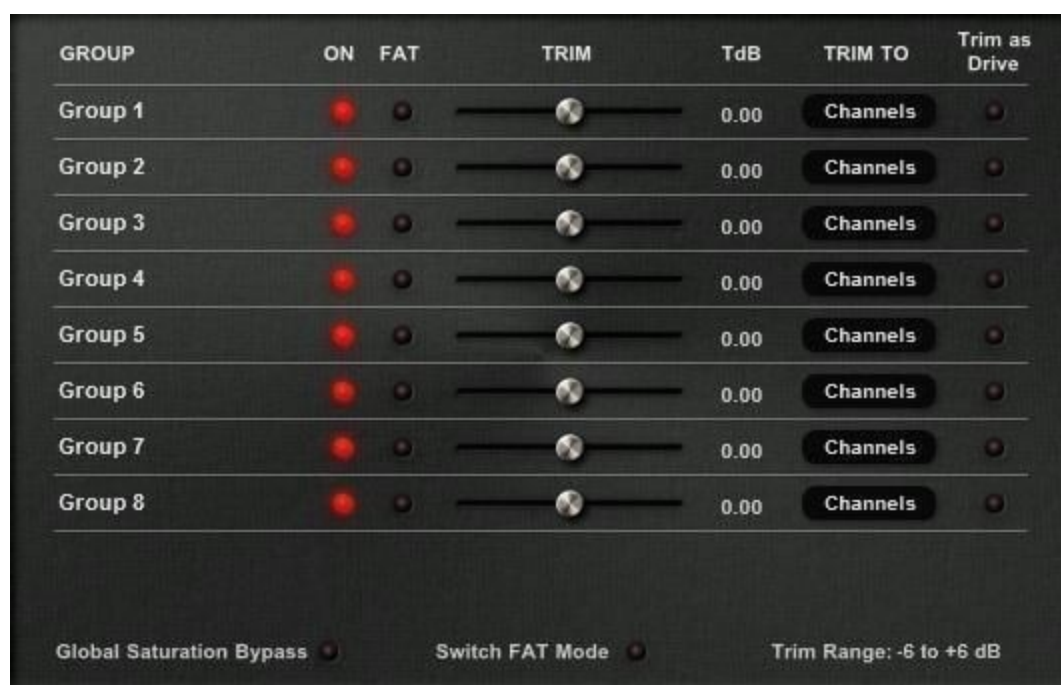 GROUP ON FAT TRIM TdB TRIM TO Trim as Drive
Group 1 0.00 Channels
Group 2 0.00 Channels
Group 3 0.00 Channels
Group 4 0.00 Channels
Group 5 0.00 Channels
Group 6 0.00 Channels
Group 7 0.00 Channels
Group 8 0.00 Channels
Global Saturation Bypass Switch FAT Mode Trim Range: -6 to +6 dB